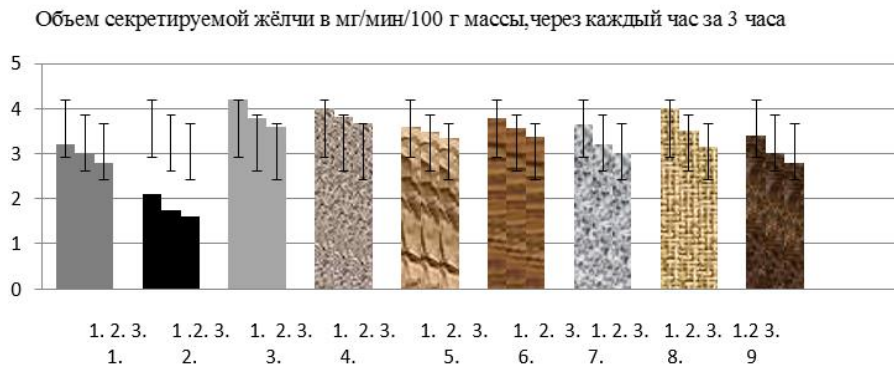 Объем секретируемой жёлчи в мг/мин/100 г массы,через каждый час за 3 часа
5
4
3
2
1
0
1. 2. 3. 1 .2. 3. 1. 2. 3. 1. 2. 3. 1. 2. 3. 1. 2. 3. 1. 2. 3. 1. 2. 3. 1.2 3.
1. 2. 3. 4. 5. 6. 7. 8. 9